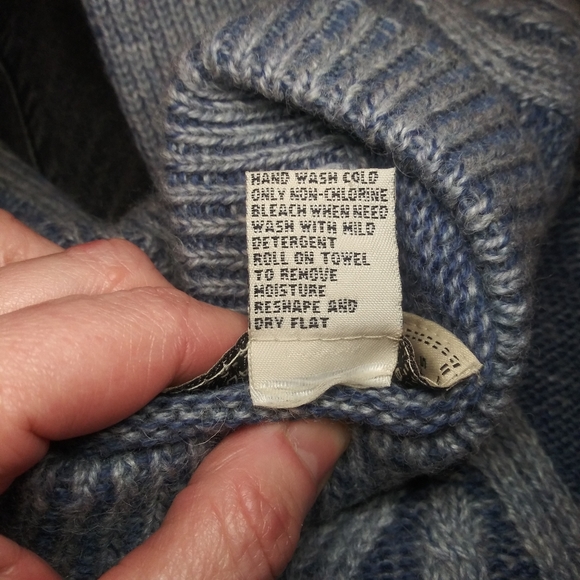 HAND WASH COLD
ONLY NON-CHLORINE
BLEACH WHEN NEED
WASH WITH MILD
DETERGENT
ROLL ON TOWEL
TO REMOVE
MOISTURE
RESHAPE AND
DRY FLAT